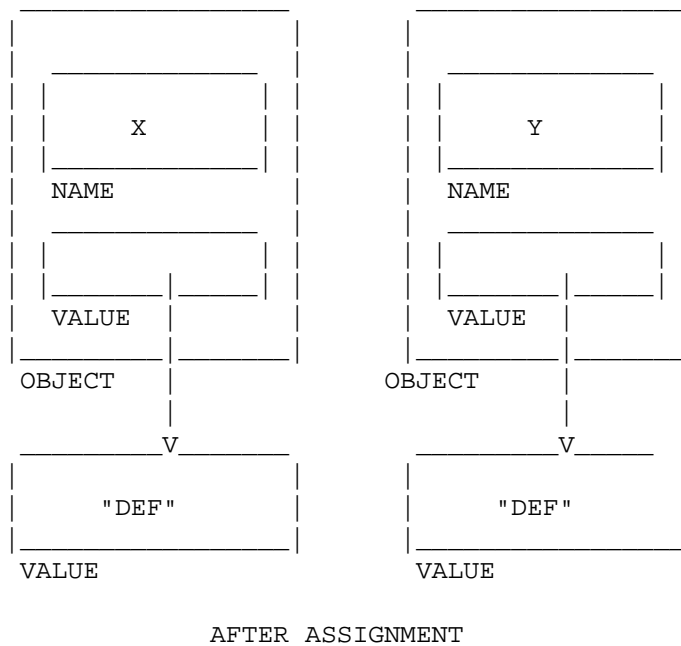 X Y
NAME NAME
VALUE VALUE
OBJECT OBJECT
V V
"DEF" "DEF"
VALUE VALUE
AFTER ASSIGNMENT